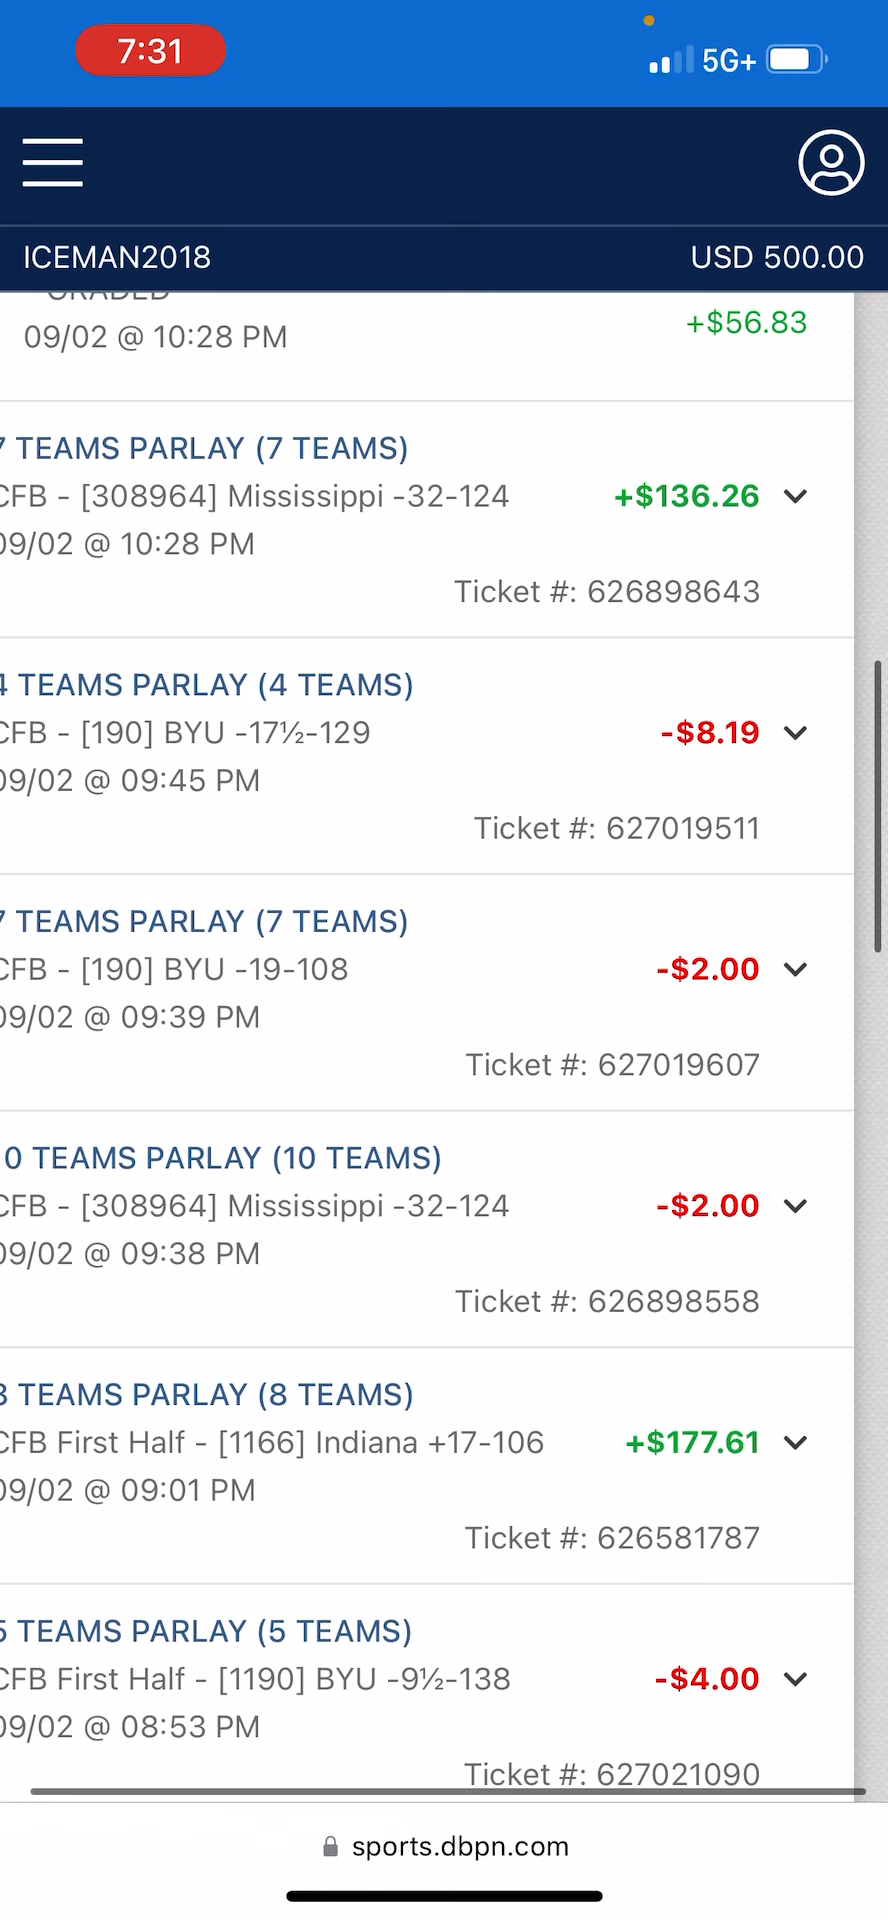 7:31
5G+
ICEMAN2018
USD 500.00
GRADED
09/02 @ 10:28 PM
+$56.83
7 TEAMS PARLAY (7 TEAMS)
CFB - [308964] Mississippi -32-124
+$136.26
09/02 @ 10:28 PM
Ticket #: 626898643
4 TEAMS PARLAY (4 TEAMS)
CFB - [190] BYU -17½-129
-$8.19
09/02 @ 09:45 PM
Ticket #: 627019511
7 TEAMS PARLAY (7 TEAMS)
CFB - [190] BYU -19-108
-$2.00
09/02 @ 09:39 PM
Ticket #: 627019607
0 TEAMS PARLAY (10 TEAMS)
CFB - [308964] Mississippi -32-124
-$2.00
09/02 @ 09:38 PM
Ticket #: 626898558
8 TEAMS PARLAY (8 TEAMS)
CFB First Half - [1166] Indiana +17-106
+$177.61
09/02 @ 09:01 PM
Ticket #: 626581787
5 TEAMS PARLAY (5 TEAMS)
CFB First Half - [1190] BYU -9½-138
-$4.00
09/02 @ 08:53 PM
Ticket #: 627021090
sports.dbpn.com